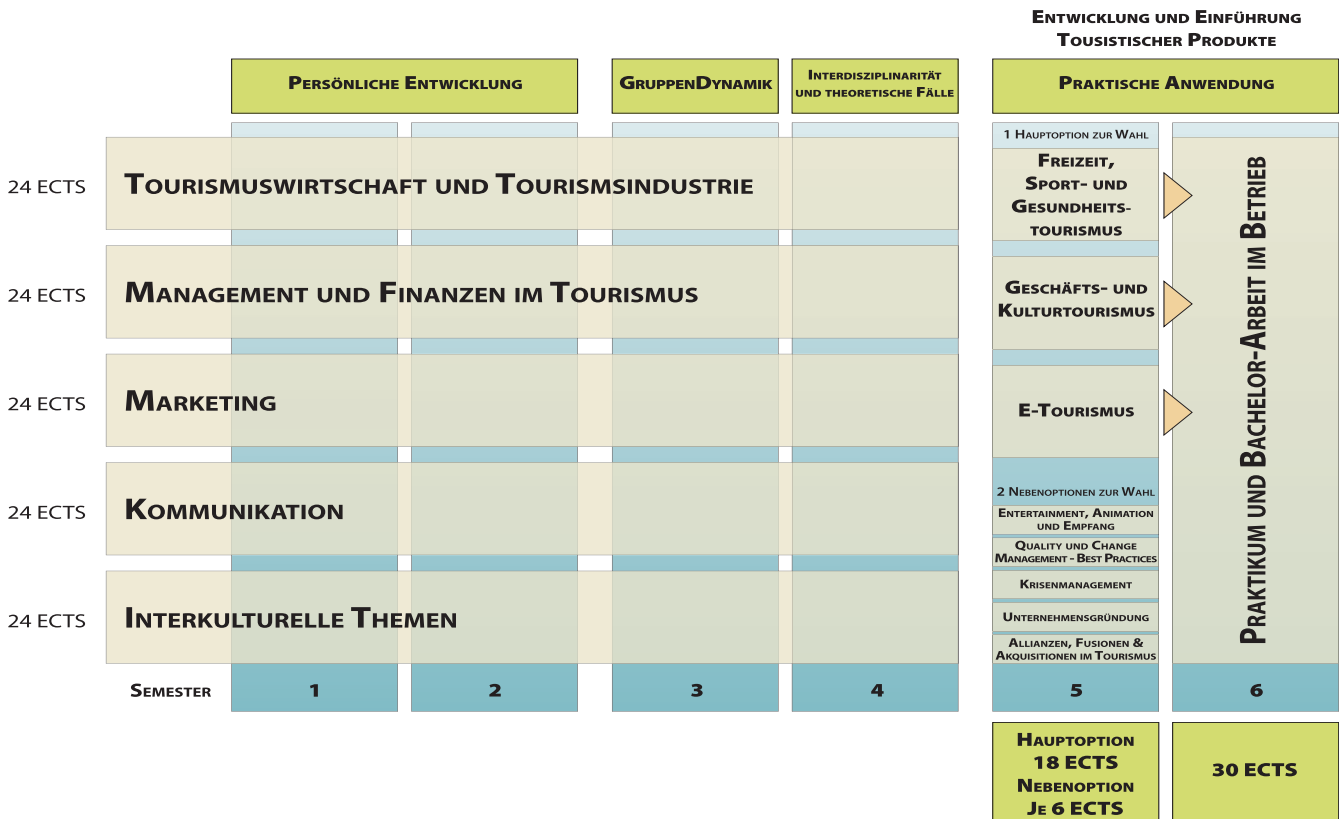 Entwicklung und Einführung
Tousistischer Produkte
Persönliche Entwicklung
GruppenDynamik
Interdisziplinarität
und theoretische Fälle
Praktische Anwendung
24 ECTS
Tourismuswirtschaft und Tourismsindustrie
24 ECTS
Management und Finanzen im Tourismus
24 ECTS
Marketing
24 ECTS
Kommunikation
24 ECTS
Interkulturelle Themen
1 Hauptoption zur Wahl
Freizeit,
Sport- und
Gesundheits-
tourismus
Geschäfts- und
Kulturtourismus
E-Tourismus
2 Nebenoptionen zur Wahl
Entertainment, Animation
und Empfang
Quality und Change
Management - Best Practices
Krisenmanagement
Unternehmensgründung
Allianzen, Fusionen &
Akquisitionen im Tourismus
Praktikum und Bachelor-Arbeit im Betrieb
Semester
1
2
3
4
5
6
Hauptoption
18 ECTS
Nebenoption
Je 6 ECTS
30 ECTS